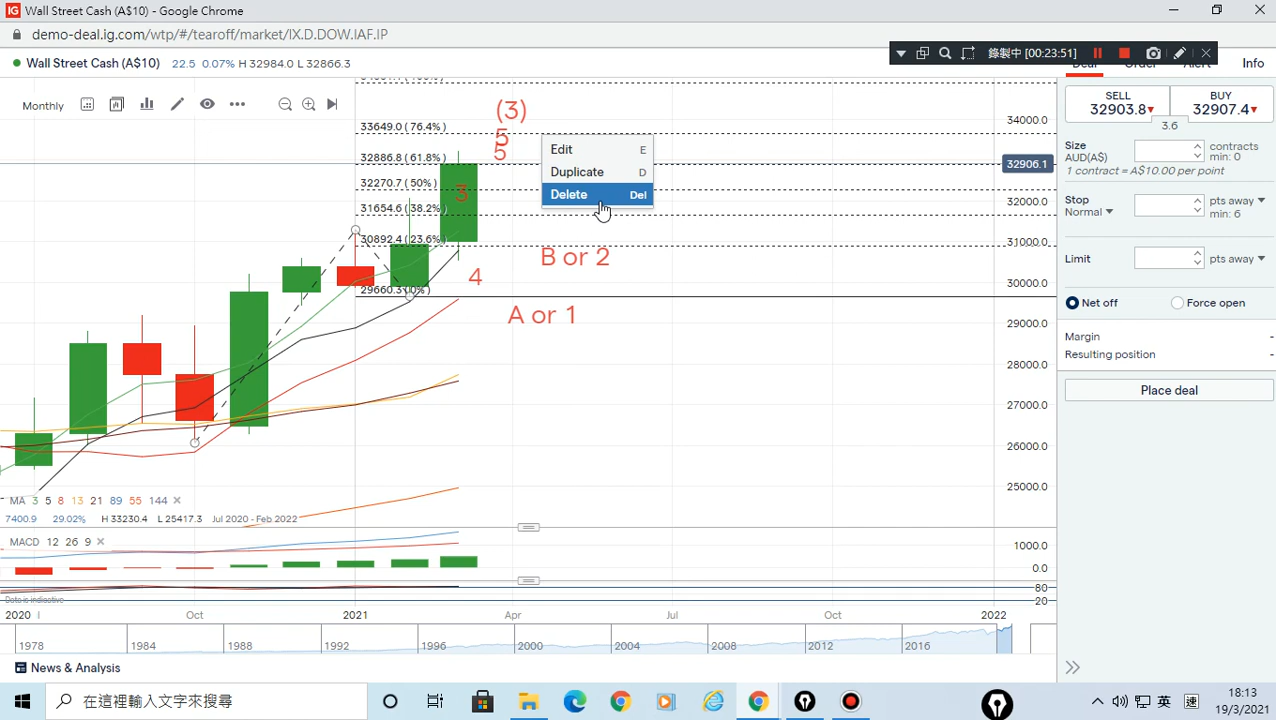 Wall Street Cash (A$10) - Google Chrome
demo-deal.ig.com/wtp/#/tearoff/market/IX.D.DOW.IAF.IP
Wall Street Cash (A$10) 22.5 0.07% H 32984.0 L 32866.3
錄製中 [00:23:51]
Info
Monthly
SELL
32903.8
BUY
32907.4
3.6
Size
AUD(A$)
contracts
min: 0
1 contract = A$10.00 per point
Stop
Normal
pts away
min: 6
Limit
pts away
Net off
Force open
Margin -
Resulting position -
Place deal
(3)
5
5
3
4
B or 2
A or 1
33649.0 (76.4%)
32886.8 (61.8%)
32270.7 (50%)
31654.6 (38.2%)
30892.4 (23.6%)
29660.3 (0%)
Edit E
Duplicate D
Delete Del
34000.0
32906.1
32000.0
31000.0
30000.0
29000.0
28000.0
27000.0
26000.0
25000.0
MA 3 5 8 13 21 89 55 144
7400.9 29.02% H 33230.4 L 25417.3 Jul 2020 - Feb 2022
MACD 12 26 9
1000.0
0.0
80
20
Data is indicative
2020 Oct 2021 Apr Jul Oct 2022
1978 1984 1988 1992 1996 2000 2004 2008 2012 2016
News & Analysis
在這裡輸入文字來搜尋
英
18:13
19/3/2021